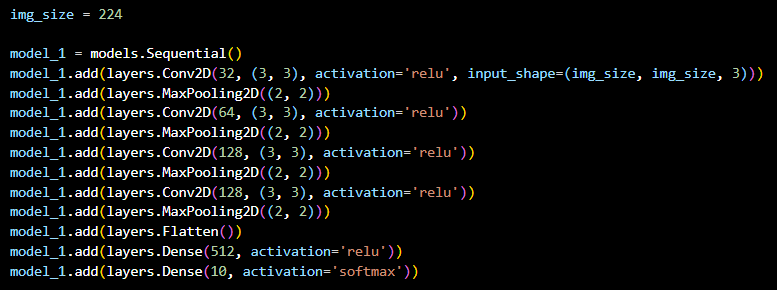 img_size = 224
model_1 = models.Sequential()
model_1.add(layers.Conv2D(32, (3, 3), activation='relu', input_shape=(img_size, img_size, 3)))
model_1.add(layers.MaxPooling2D((2, 2)))
model_1.add(layers.Conv2D(64, (3, 3), activation='relu'))
model_1.add(layers.MaxPooling2D((2, 2)))
model_1.add(layers.Conv2D(128, (3, 3), activation='relu'))
model_1.add(layers.MaxPooling2D((2, 2)))
model_1.add(layers.Conv2D(128, (3, 3), activation='relu'))
model_1.add(layers.MaxPooling2D((2, 2)))
model_1.add(layers.Flatten())
model_1.add(layers.Dense(512, activation='relu'))
model_1.add(layers.Dense(10, activation='softmax'))